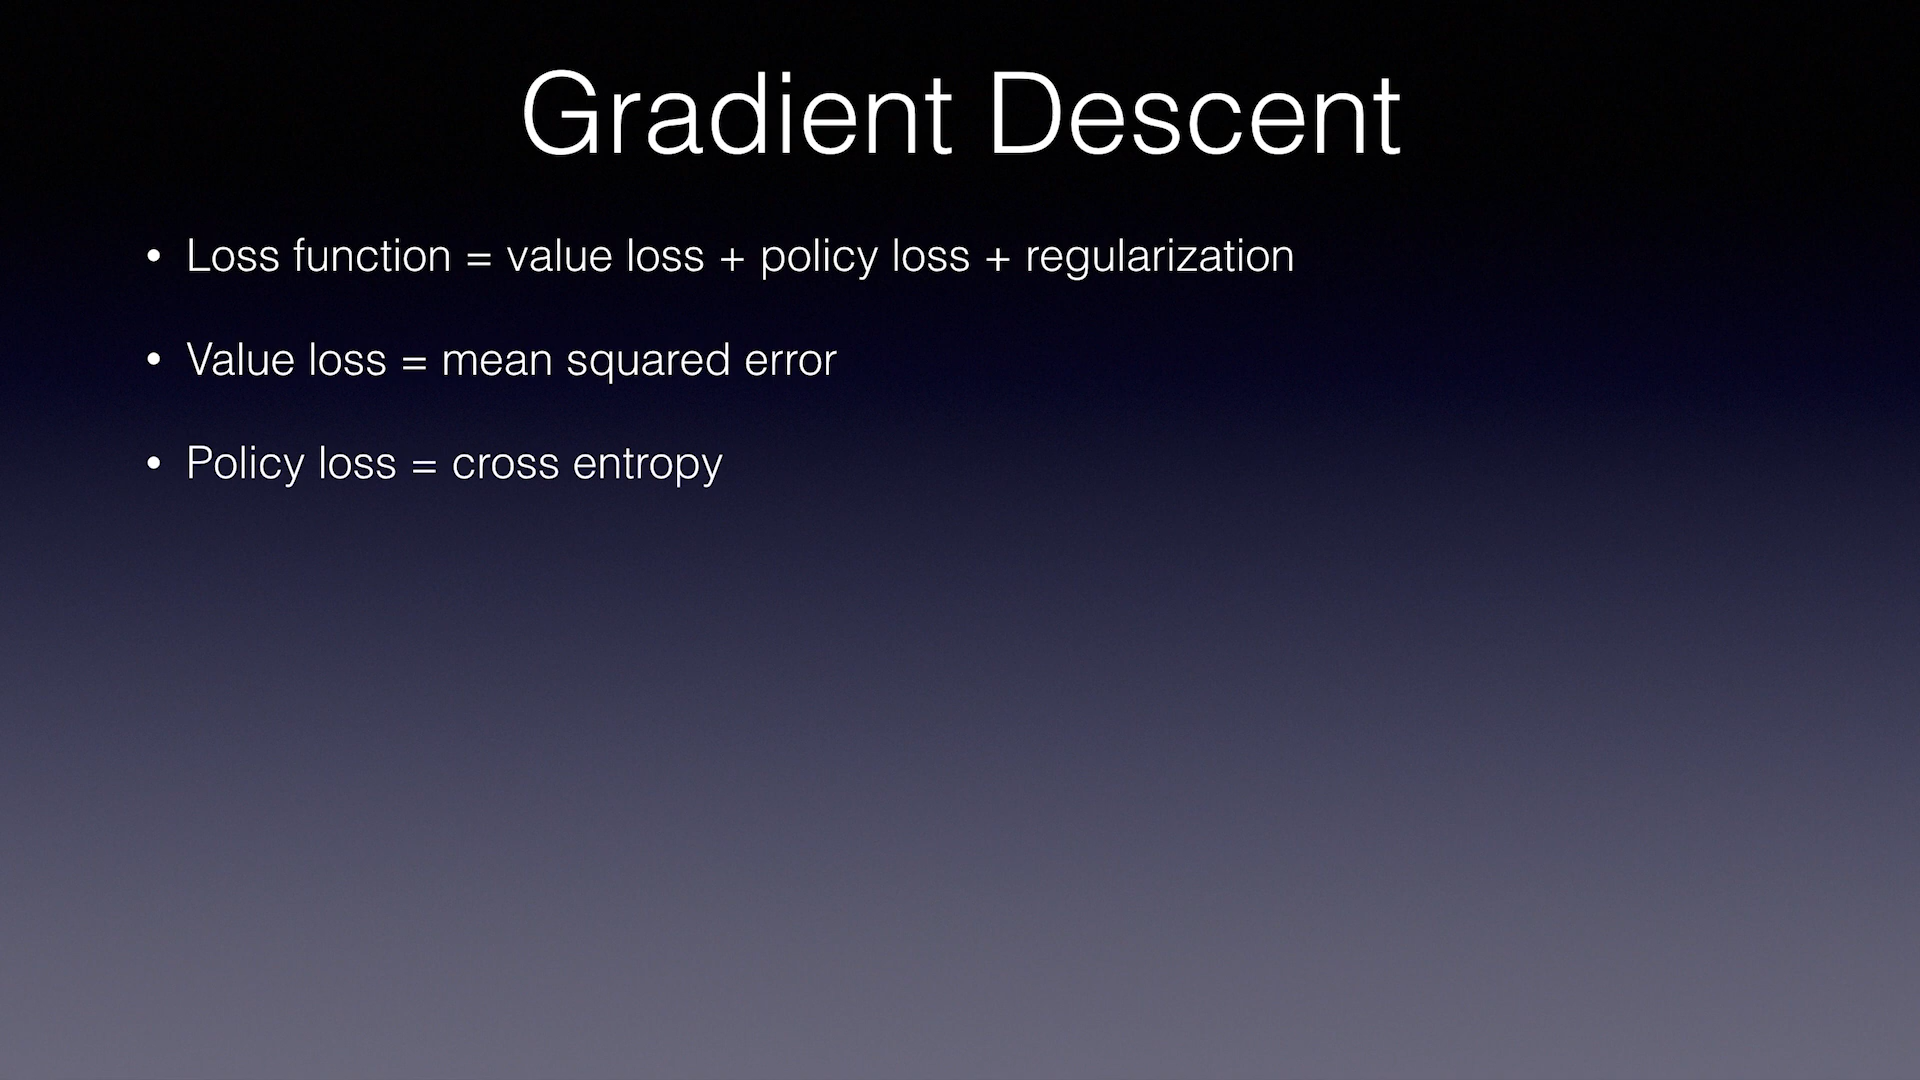 Gradient Descent
• Loss function = value loss + policy loss + regularization
• Value loss = mean squared error
• Policy loss = cross entropy